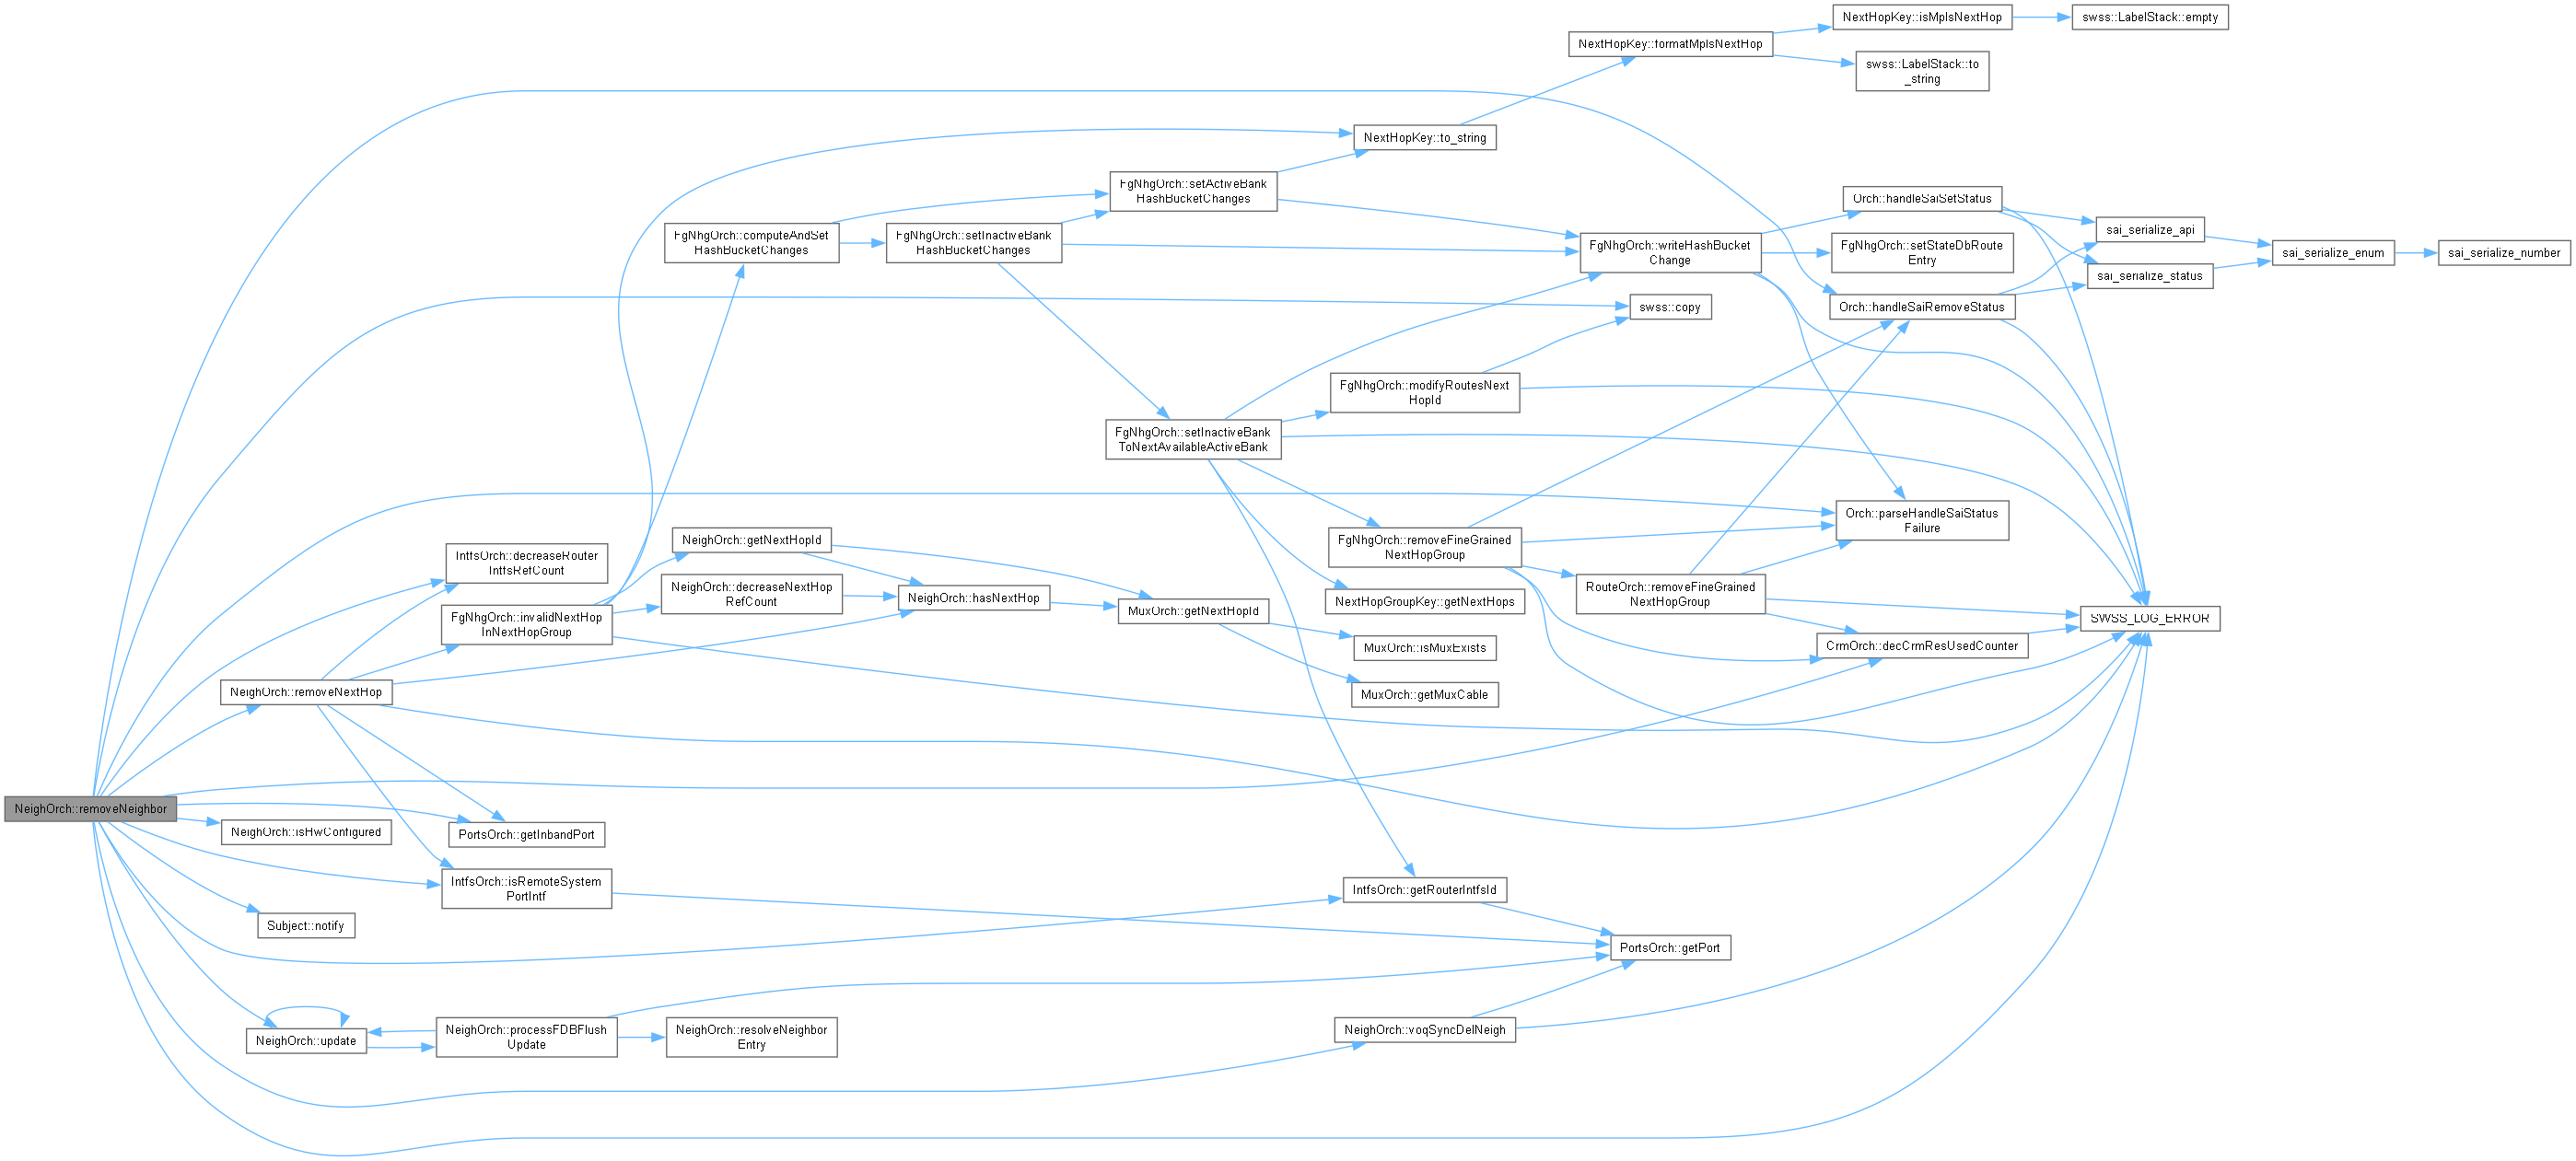 NextHopKey::isMplsNextHop
swss::LabelStack::empty
NextHopKey::formatMplsNextHop
swss::LabelStack::to
_string
NextHopKey::to_string
FgNhgOrch::setActiveBank
HashBucketChanges
Orch::handleSaiSetStatus
FgNhgOrch::computeAndSet
HashBucketChanges
FgNhgOrch::setInactiveBank
HashBucketChanges
FgNhgOrch::writeHashBucket
Change
FgNhgOrch::setStateDbRoute
Entry
sai_serialize_api
sai_serialize_status
sai_serialize_enum
sai_serialize_number
swss::copy
Orch::handleSaiRemoveStatus
FgNhgOrch::modifyRoutesNext
HopId
FgNhgOrch::setInactiveBank
ToNextAvailableActiveBank
Orch::parseHandleSaiStatus
Failure
IntfsOrch::decreaseRouter
IntfsRefCount
NeighOrch::getNextHopId
FgNhgOrch::removeFineGrained
NextHopGroup
NeighOrch::decreaseNextHop
RefCount
NeighOrch::hasNextHop
NextHopGroupKey::getNextHops
RouteOrch::removeFineGrained
NextHopGroup
FgNhgOrch::invalidNextHop
InNextHopGroup
MuxOrch::getNextHopId
SWSS_LOG_ERROR
MuxOrch::isMuxExists
CrmOrch::decCrmResUsedCounter
NeighOrch::removeNextHop
MuxOrch::getMuxCable
NeighOrch::removeNeighbor
NeighOrch::isHwConfigured
PortsOrch::getInbandPort
IntfsOrch::isRemoteSystem
PortIntf
IntfsOrch::getRouterIntfsId
Subject::notify
PortsOrch::getPort
NeighOrch::update
NeighOrch::processFDBFlush
Update
NeighOrch::resolveNeighbor
Entry
NeighOrch::voqSyncDelNeigh